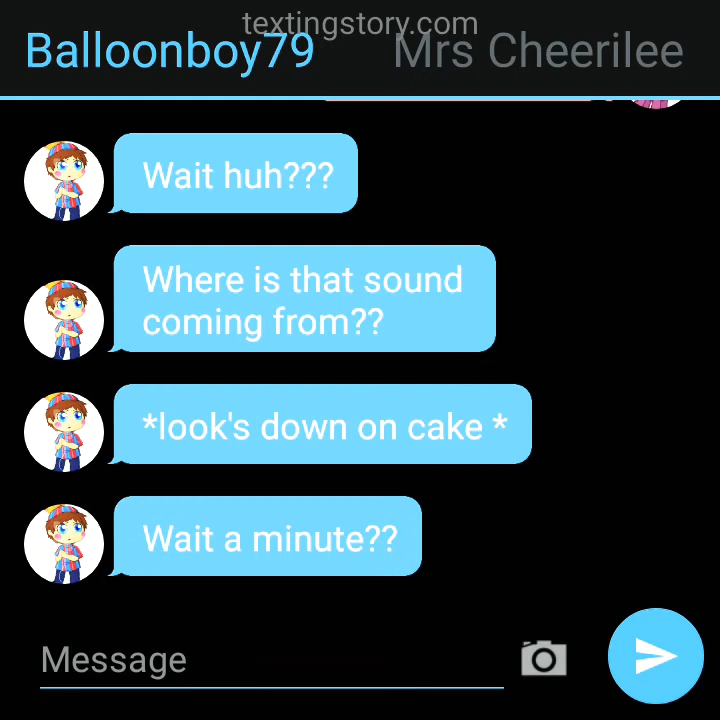 textingstory.com
Balloonboy79 Mrs Cheerilee
Wait huh???
Where is that sound
coming from??
*look's down on cake *
Wait a minute??
Message